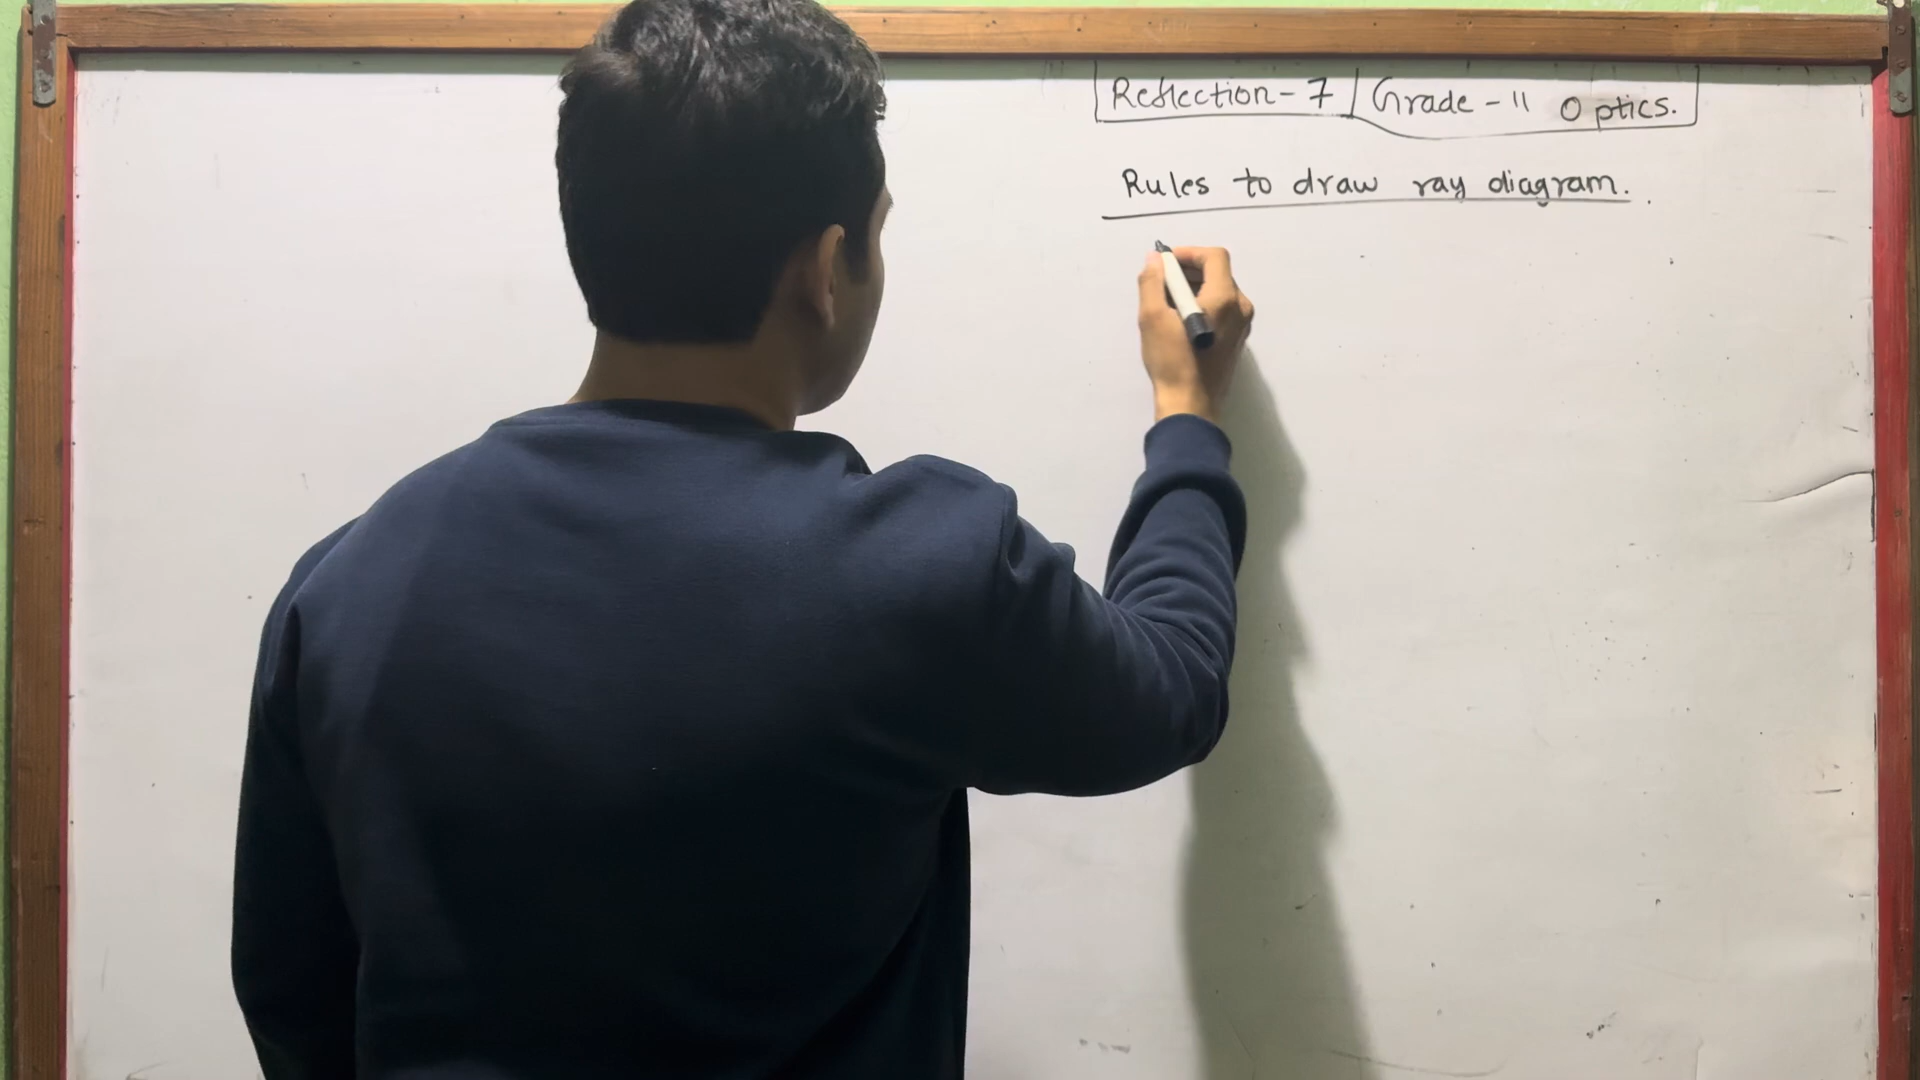 Reflection - 7 | Grade - 11 Optics.
Rules to draw ray diagram.